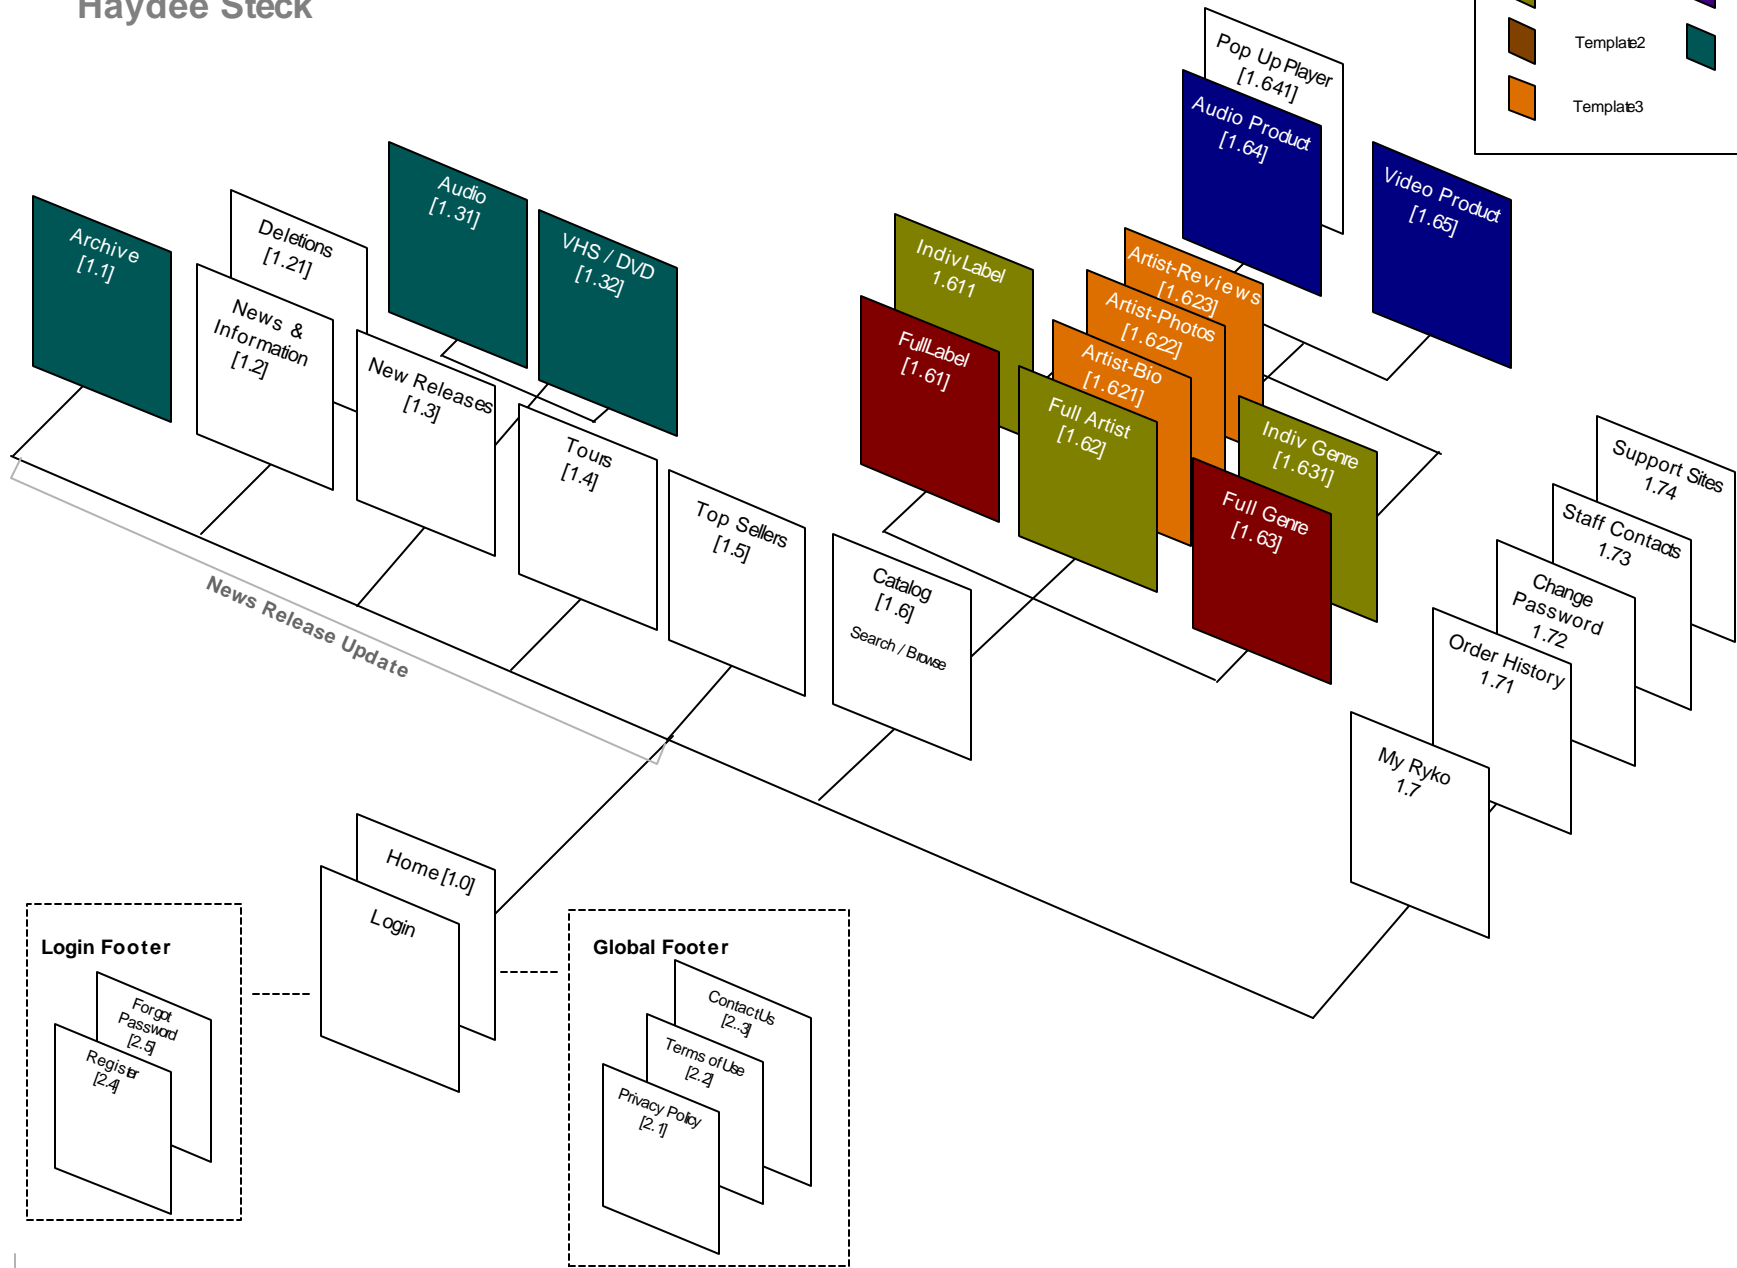 Haydee Steck
Template2
Template3
Pop Up Player
[1.641]
Audio Product
[1.64]
Video Product
[1.65]
Audio
[1.31]
VHS / DVD
[1.32]
Archive
[1.1]
Deletions
[1.21]
News &
Information
[1.2]
New Releases
[1.3]
Tours
[1.4]
Top Sellers
[1.5]
Indiv Label
1.611
Full Label
[1.61]
Artist-Reviews
[1.623]
Artist-Photos
[1.622]
Artist-Bio
[1.621]
Full Artist
[1.62]
Indiv Genre
[1.631]
Full Genre
[1.63]
Catalog
[1.6]
Search / Browse
Support Sites
1.74
Staff Contacts
1.73
Change
Password
1.72
Order History
1.71
My Ryko
1.7
News Release Update
Home [1.0]
Login
Login Footer
Forgot
Password
[2.5]
Register
[2.4]
Global Footer
Contact Us
[2..3]
Terms of Use
[2.2]
Privacy Policy
[2.1]